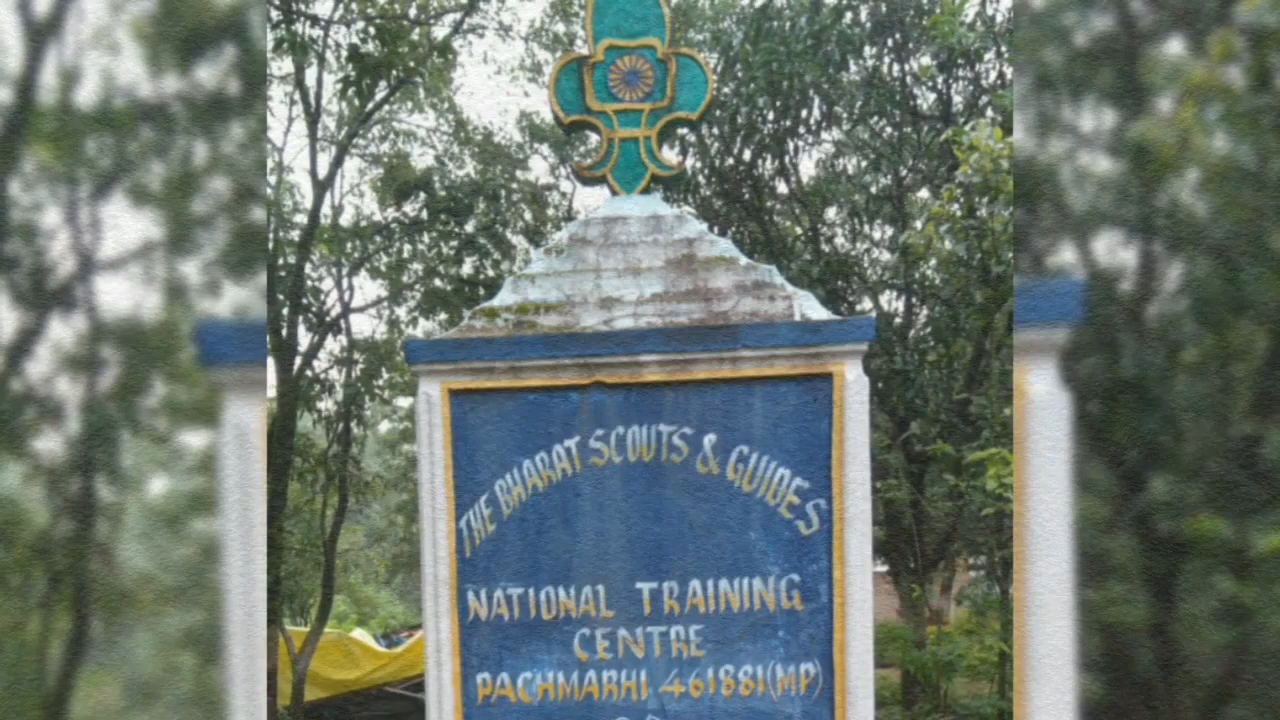 THE BHARAT SCOUTS & GUIDES
NATIONAL TRAINING
CENTRE
PACHMARHI 461881(MP)